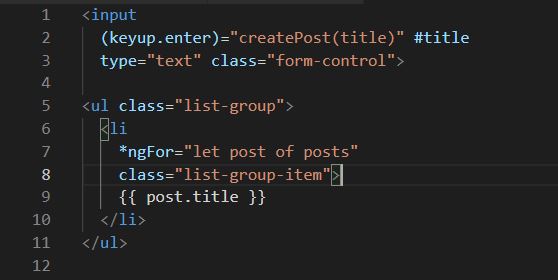 1 <input
2 (keyup.enter)="createPost(title)" #title
3 type="text" class="form-control">
4
5 <ul class="list-group">
6 <li
7 *ngFor="let post of posts"
8 class="list-group-item">
9 {{ post.title }}
10 </li>
11 </ul>
12